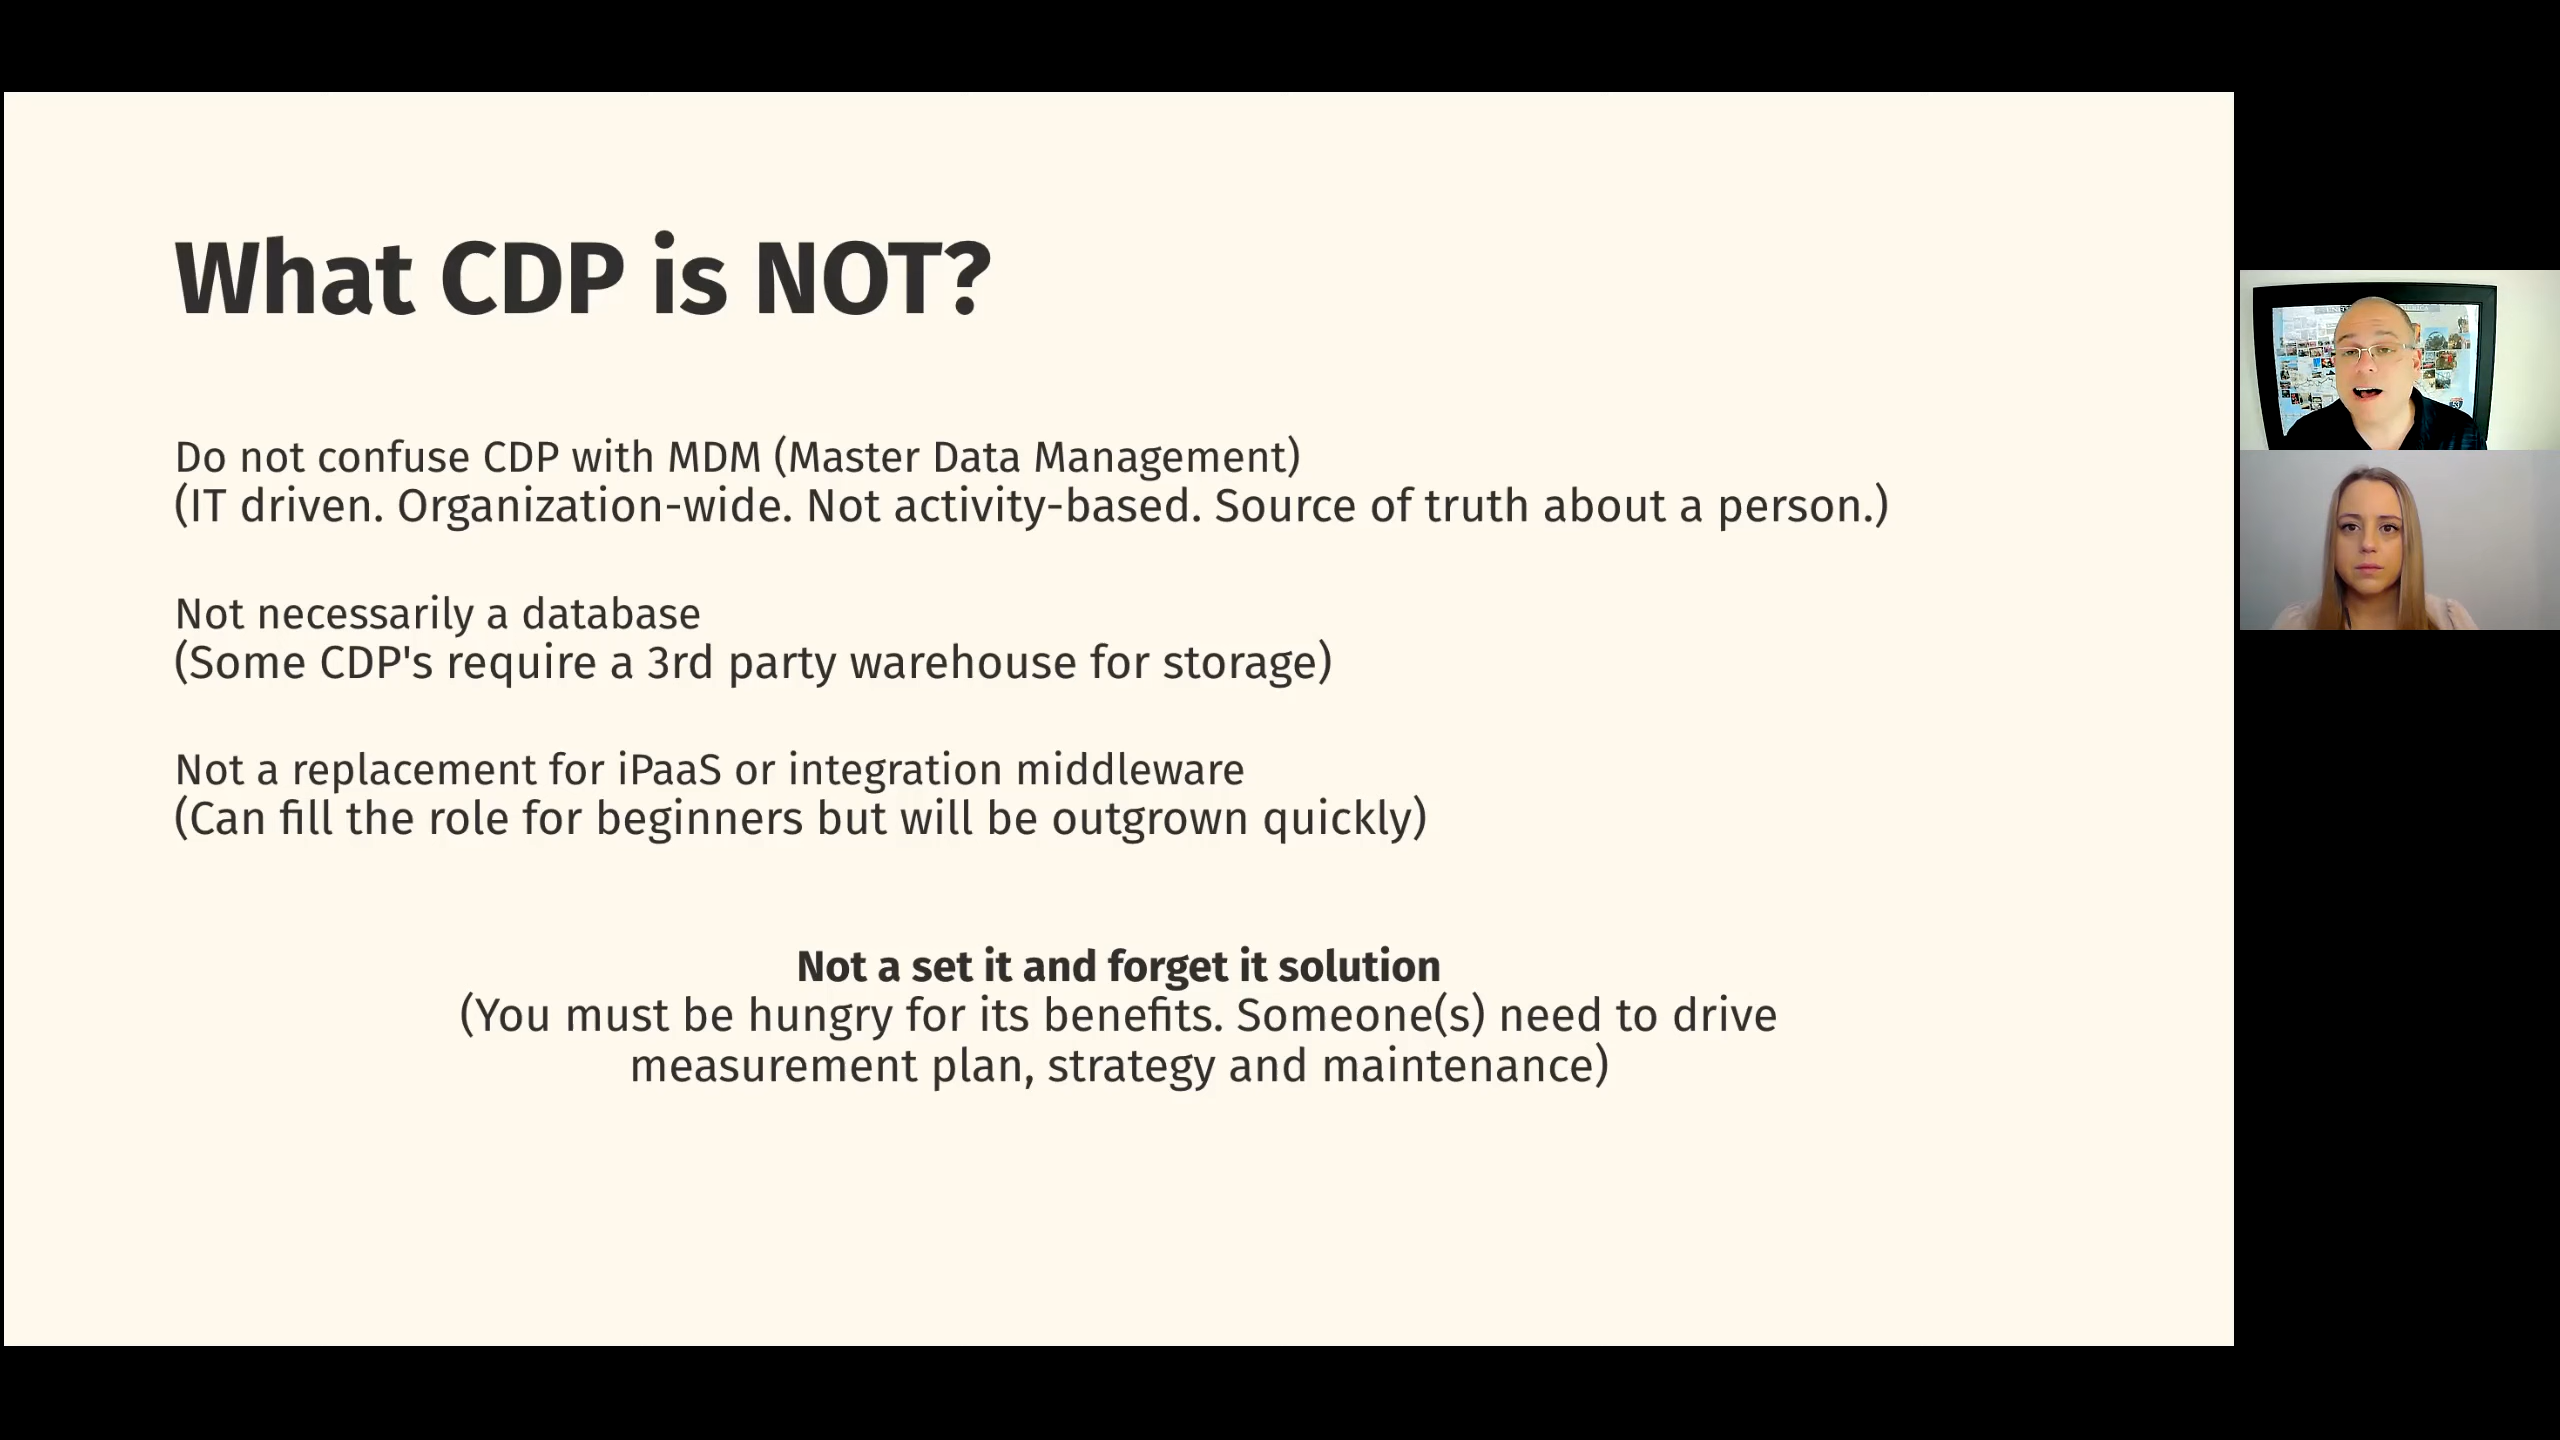 What CDP is NOT?
Do not confuse CDP with MDM (Master Data Management)
(IT driven. Organization-wide. Not activity-based. Source of truth about a person.)
Not necessarily a database
(Some CDP's require a 3rd party warehouse for storage)
Not a replacement for iPaaS or integration middleware
(Can fill the role for beginners but will be outgrown quickly)
Not a set it and forget it solution
(You must be hungry for its benefits. Someone(s) need to drive
measurement plan, strategy and maintenance)